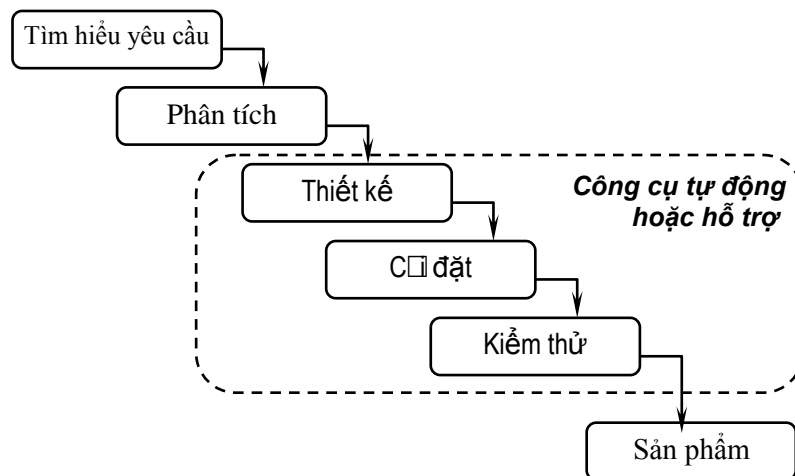 Tìm hiểu yêu cầu
Phân tích
Thiết kế
Công cụ tự động
hoặc hỗ trợ
đặt
Kiểm thử
Sản phẩm